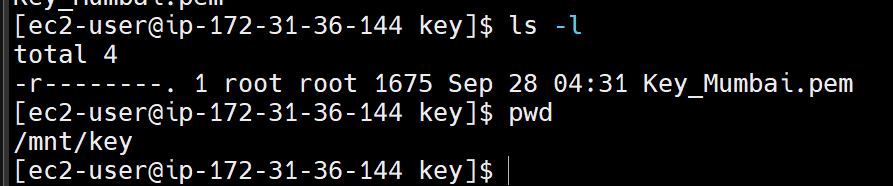 Key_Mumbai.pem
[ec2-user@ip-172-31-36-144 key]$ ls -l
total 4
-r--------. 1 root root 1675 Sep 28 04:31 Key_Mumbai.pem
[ec2-user@ip-172-31-36-144 key]$ pwd
/mnt/key
[ec2-user@ip-172-31-36-144 key]$